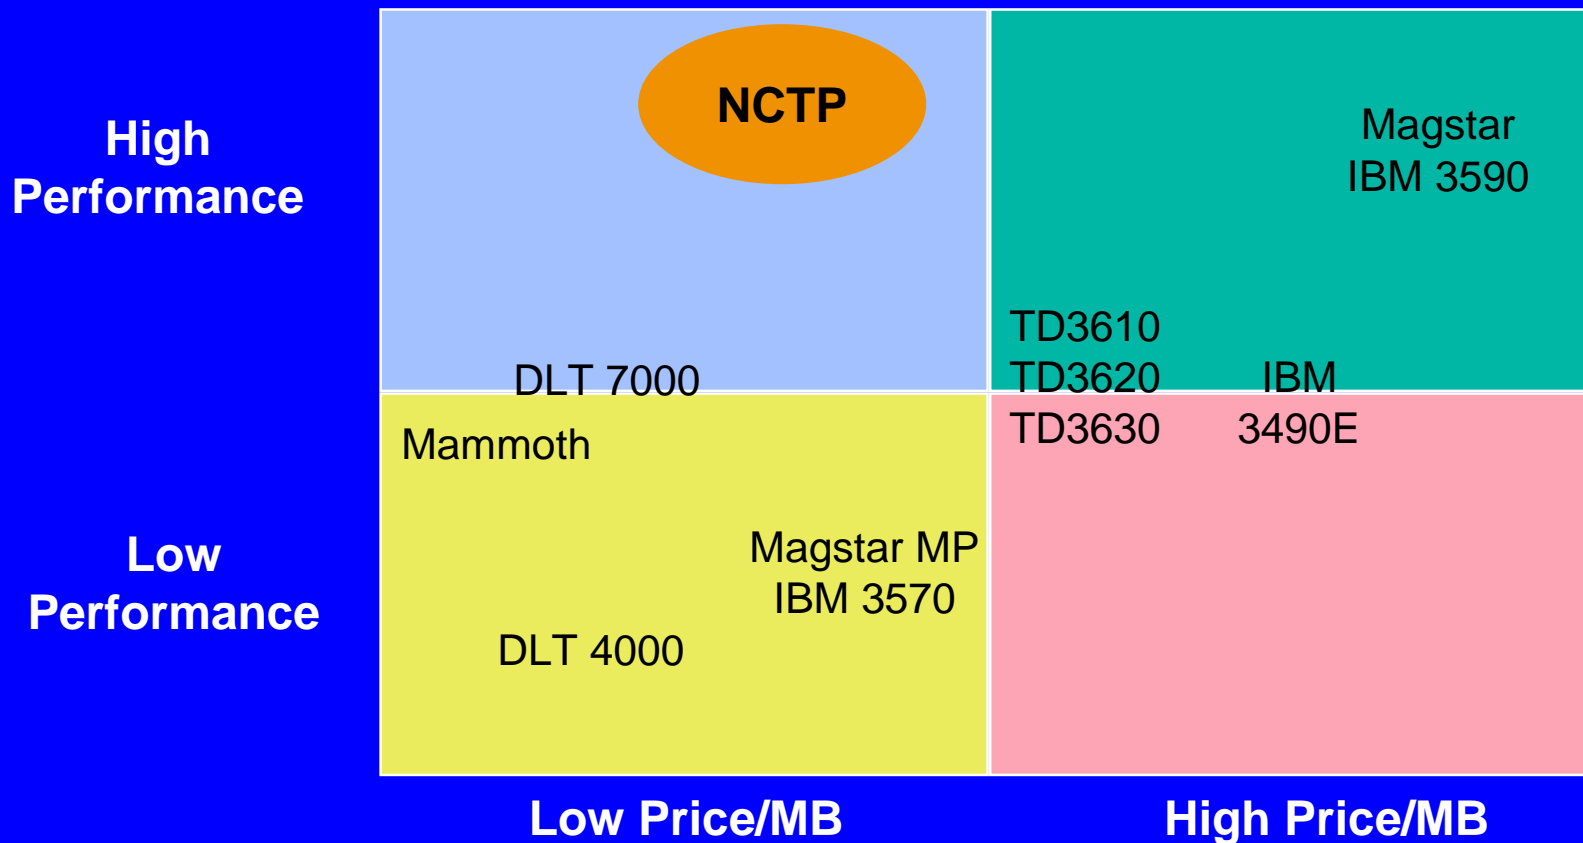 NCTP
High
Performance
Magstar
IBM 3590
TD3610
TD3620
TD3630
IBM
3490E
DLT 7000
Mammoth
Low
Performance
Magstar MP
IBM 3570
DLT 4000
Low Price/MB
High Price/MB